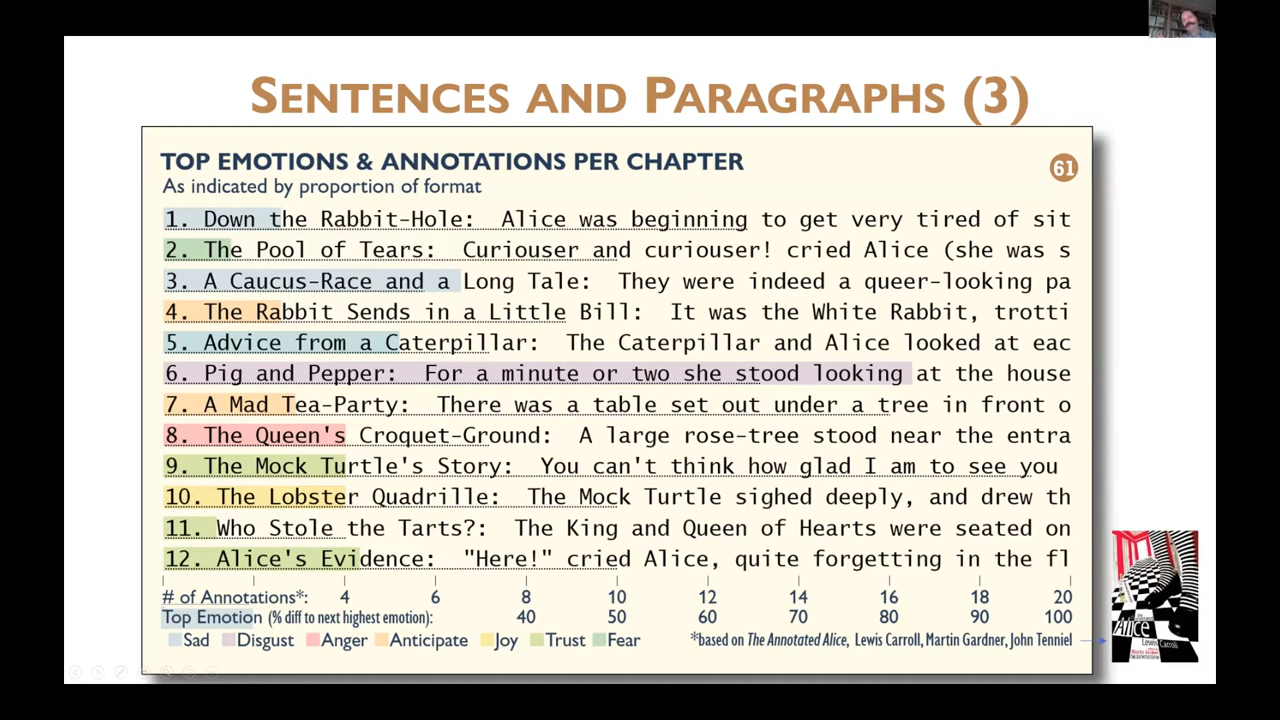 SENTENCES AND PARAGRAPHS (3)
TOP EMOTIONS & ANNOTATIONS PER CHAPTER
61
As indicated by proportion of format
1. Down the Rabbit-Hole: Alice was beginning to get very tired of sit
2. The Pool of Tears: Curiouser and curiouser! cried Alice (she was s
3. A Caucus-Race and a Long Tale: They were indeed a queer-looking pa
4. The Rabbit Sends in a Little Bill: It was the White Rabbit, trotti
5. Advice from a Caterpillar: The Caterpillar and Alice looked at eac
6. Pig and Pepper: For a minute or two she stood looking at the house
7. A Mad Tea-Party: There was a table set out under a tree in front o
8. The Queen's Croquet-Ground: A large rose-tree stood near the entra
9. The Mock Turtle's Story: You can't think how glad I am to see you
10. The Lobster Quadrille: The Mock Turtle sighed deeply, and drew th
11. Who Stole the Tarts?: The King and Queen of Hearts were seated on
12. Alice's Evidence: "Here!" cried Alice, quite forgetting in the fl
# of Annotations*: 4 6 8 10 12 14 16 18 20
Top Emotion (% diff to next highest emotion): 40 50 60 70 80 90 100
Sad Disgust Anger Anticipate Joy Trust Fear *based on The Annotated Alice, Lewis Carroll, Martin Gardner, John Tenniel
Alice
Lewis Carroll